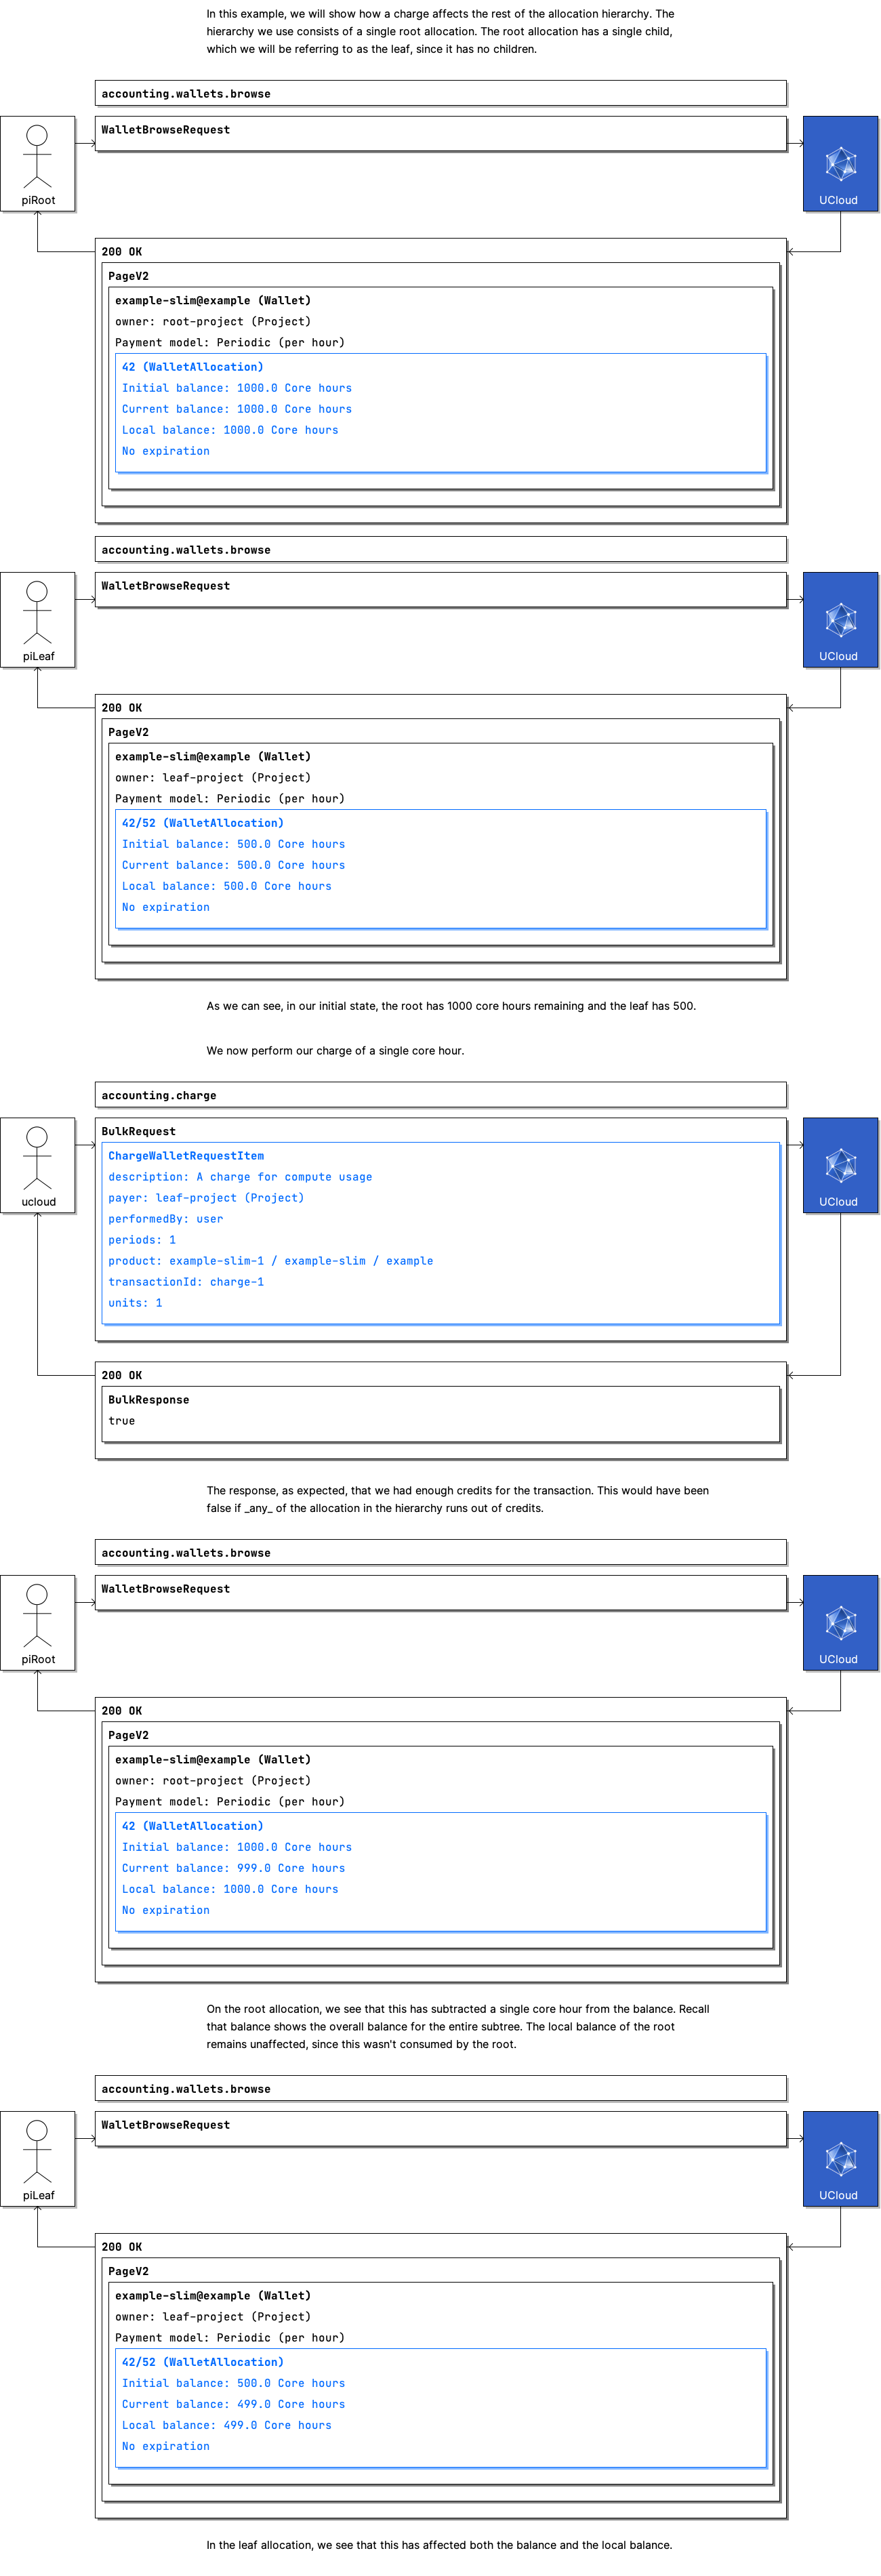 In this example, we will show how a charge affects the rest of the allocation hierarchy. The
hierarchy we use consists of a single root allocation. The root allocation has a single child,
which we will be referring to as the leaf, since it has no children.
accounting.wallets.browse
WalletBrowseRequest
piRoot
UCloud
200 OK
PageV2
example-slim@example (Wallet)
owner: root-project (Project)
Payment model: Periodic (per hour)
42 (WalletAllocation)
Initial balance: 1000.0 Core hours
Current balance: 1000.0 Core hours
Local balance: 1000.0 Core hours
No expiration
accounting.wallets.browse
WalletBrowseRequest
piLeaf
UCloud
200 OK
PageV2
example-slim@example (Wallet)
owner: leaf-project (Project)
Payment model: Periodic (per hour)
42/52 (WalletAllocation)
Initial balance: 500.0 Core hours
Current balance: 500.0 Core hours
Local balance: 500.0 Core hours
No expiration
As we can see, in our initial state, the root has 1000 core hours remaining and the leaf has 500.
We now perform our charge of a single core hour.
accounting.charge
BulkRequest
ChargeWalletRequestItem
description: A charge for compute usage
payer: leaf-project (Project)
performedBy: user
periods: 1
product: example-slim-1 / example-slim / example
transactionId: charge-1
units: 1
ucloud
UCloud
200 OK
BulkResponse
true
The response, as expected, that we had enough credits for the transaction. This would have been
false if _any_ of the allocation in the hierarchy runs out of credits.
accounting.wallets.browse
WalletBrowseRequest
piRoot
UCloud
200 OK
PageV2
example-slim@example (Wallet)
owner: root-project (Project)
Payment model: Periodic (per hour)
42 (WalletAllocation)
Initial balance: 1000.0 Core hours
Current balance: 999.0 Core hours
Local balance: 1000.0 Core hours
No expiration
On the root allocation, we see that this has subtracted a single core hour from the balance. Recall
that balance shows the overall balance for the entire subtree. The local balance of the root
remains unaffected, since this wasn't consumed by the root.
accounting.wallets.browse
WalletBrowseRequest
piLeaf
UCloud
200 OK
PageV2
example-slim@example (Wallet)
owner: leaf-project (Project)
Payment model: Periodic (per hour)
42/52 (WalletAllocation)
Initial balance: 500.0 Core hours
Current balance: 499.0 Core hours
Local balance: 499.0 Core hours
No expiration
In the leaf allocation, we see that this has affected both the balance and the local balance.